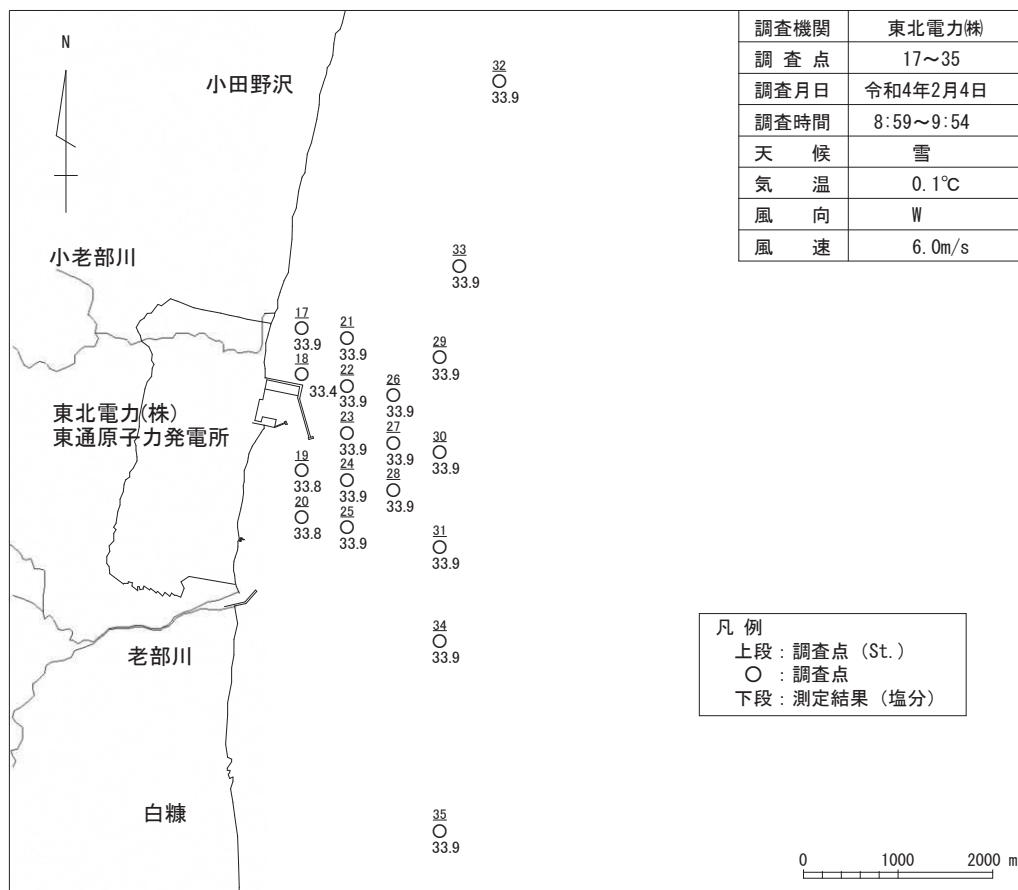 調査機関 東北電力㈱
調査点 17～35
調査月日 令和4年2月4日
調査時間 8:59～9:54
天候 雪
気温 0.1℃
風向 W
風速 6.0m/s
N
小田野沢
32
33.9
小老部川
33
33.9
17
33.9
21
33.9
29
33.9
18
33.4
22
33.9
26
33.9
東北電力(株)
東通原子力発電所
23
33.9
27
33.9
30
33.9
19
33.8
24
33.9
28
33.9
20
33.8
25
33.9
31
33.9
34
33.9
老部川
凡 例
上段：調査点（St.）
○ ：調査点
下段：測定結果（塩分）
白糠
35
33.9
0 1000 2000 m